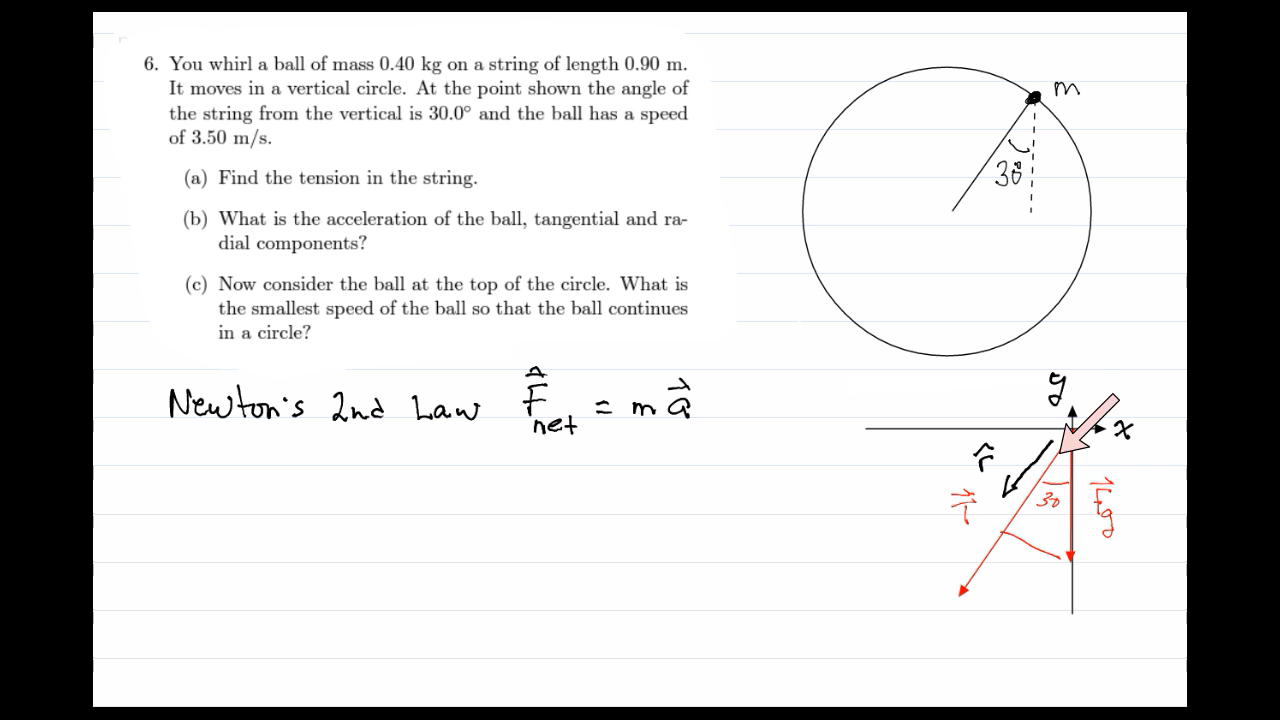 6. You whirl a ball of mass 0.40 kg on a string of length 0.90 m.
It moves in a vertical circle. At the point shown the angle of
the string from the vertical is 30.0° and the ball has a speed
of 3.50 m/s.
(a) Find the tension in the string.
(b) What is the acceleration of the ball, tangential and ra-
dial components?
(c) Now consider the ball at the top of the circle. What is
the smallest speed of the ball so that the ball continues
in a circle?
m
30°
Newton's 2nd Law F⃗net = m a⃗
y
x
r̂
T⃗
30
F⃗g